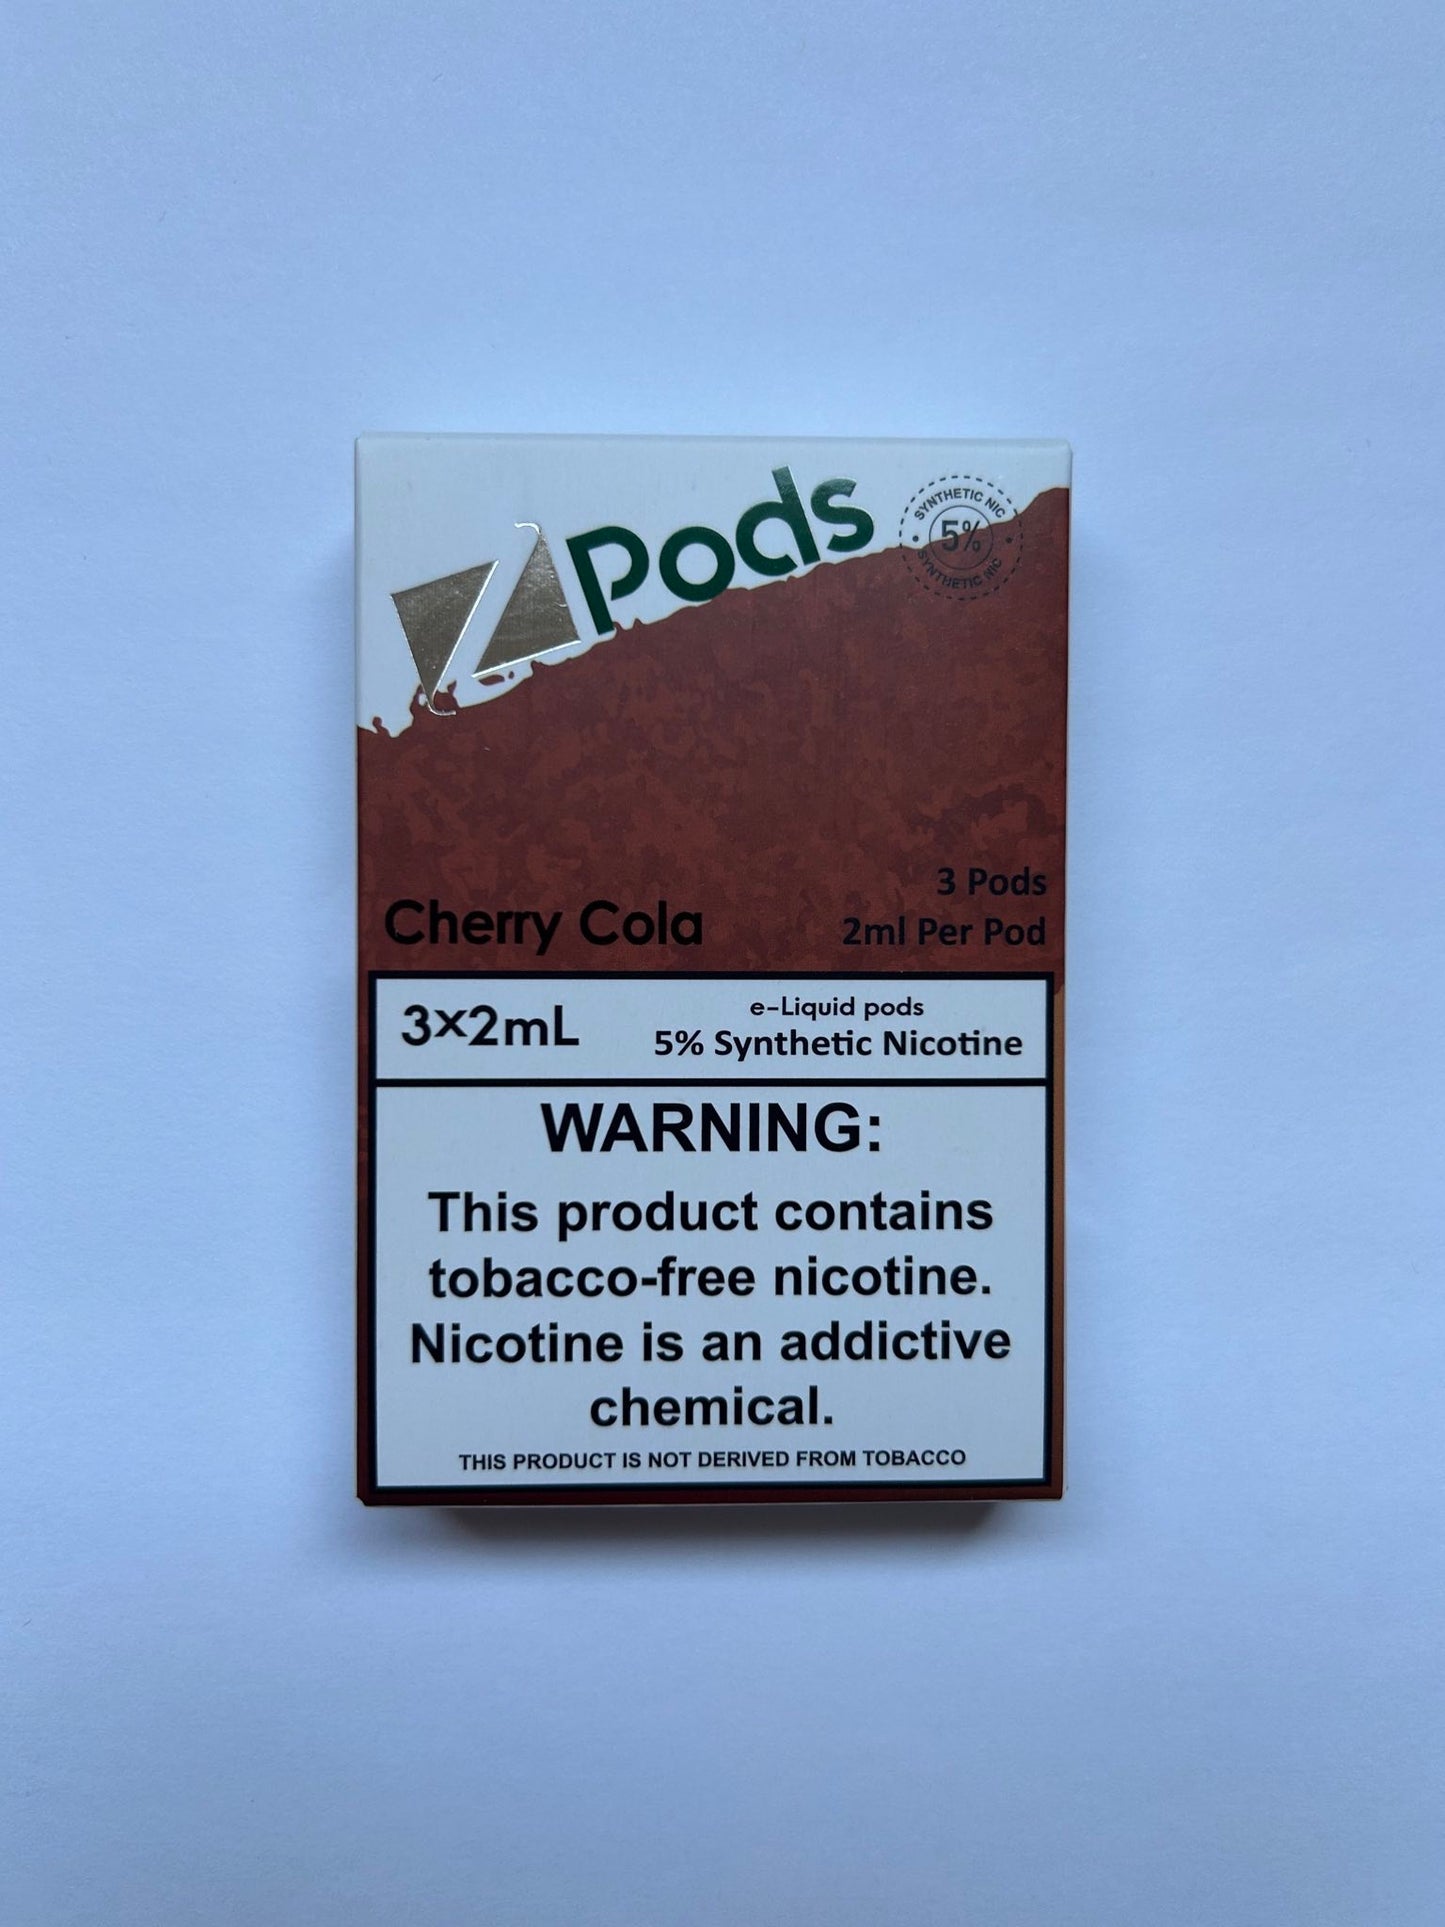 Z Pods
SYNTHETIC NIC
5%
SYNTHETIC NIC
3 Pods
Cherry Cola
2ml Per Pod
3×2mL
e-Liquid pods
5% Synthetic Nicotine
WARNING:
This product contains
tobacco-free nicotine.
Nicotine is an addictive
chemical.
THIS PRODUCT IS NOT DERIVED FROM TOBACCO